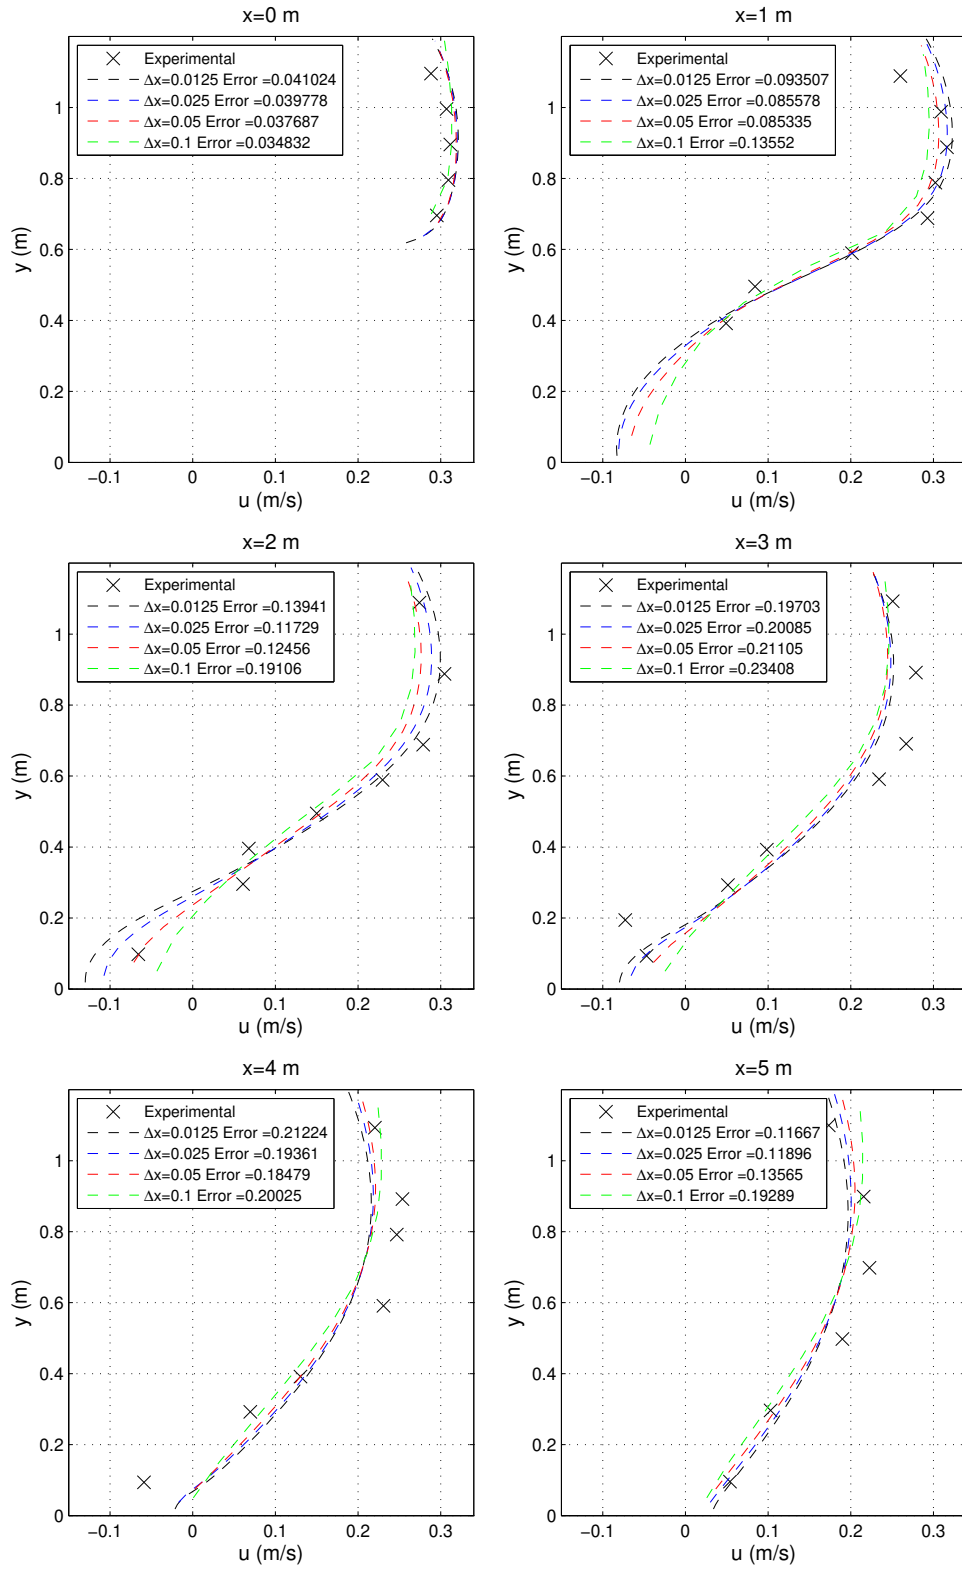 x=0 m
Experimental
Δx=0.0125 Error =0.041024
Δx=0.025 Error =0.039778
Δx=0.05 Error =0.037687
Δx=0.1 Error =0.034832
1
0.8
0.6
0.4
0.2
0
y (m)
−0.1 0 0.1 0.2 0.3
u (m/s)
x=1 m
Experimental
Δx=0.0125 Error =0.093507
Δx=0.025 Error =0.085578
Δx=0.05 Error =0.085335
Δx=0.1 Error =0.13552
1
0.8
0.6
0.4
0.2
0
y (m)
−0.1 0 0.1 0.2 0.3
u (m/s)
x=2 m
Experimental
Δx=0.0125 Error =0.13941
Δx=0.025 Error =0.11729
Δx=0.05 Error =0.12456
Δx=0.1 Error =0.19106
1
0.8
0.6
0.4
0.2
0
y (m)
−0.1 0 0.1 0.2 0.3
u (m/s)
x=3 m
Experimental
Δx=0.0125 Error =0.19703
Δx=0.025 Error =0.20085
Δx=0.05 Error =0.21105
Δx=0.1 Error =0.23408
1
0.8
0.6
0.4
0.2
0
y (m)
−0.1 0 0.1 0.2 0.3
u (m/s)
x=4 m
Experimental
Δx=0.0125 Error =0.21224
Δx=0.025 Error =0.19361
Δx=0.05 Error =0.18479
Δx=0.1 Error =0.20025
1
0.8
0.6
0.4
0.2
0
y (m)
−0.1 0 0.1 0.2 0.3
u (m/s)
x=5 m
Experimental
Δx=0.0125 Error =0.11667
Δx=0.025 Error =0.11896
Δx=0.05 Error =0.13565
Δx=0.1 Error =0.19289
1
0.8
0.6
0.4
0.2
0
y (m)
−0.1 0 0.1 0.2 0.3
u (m/s)